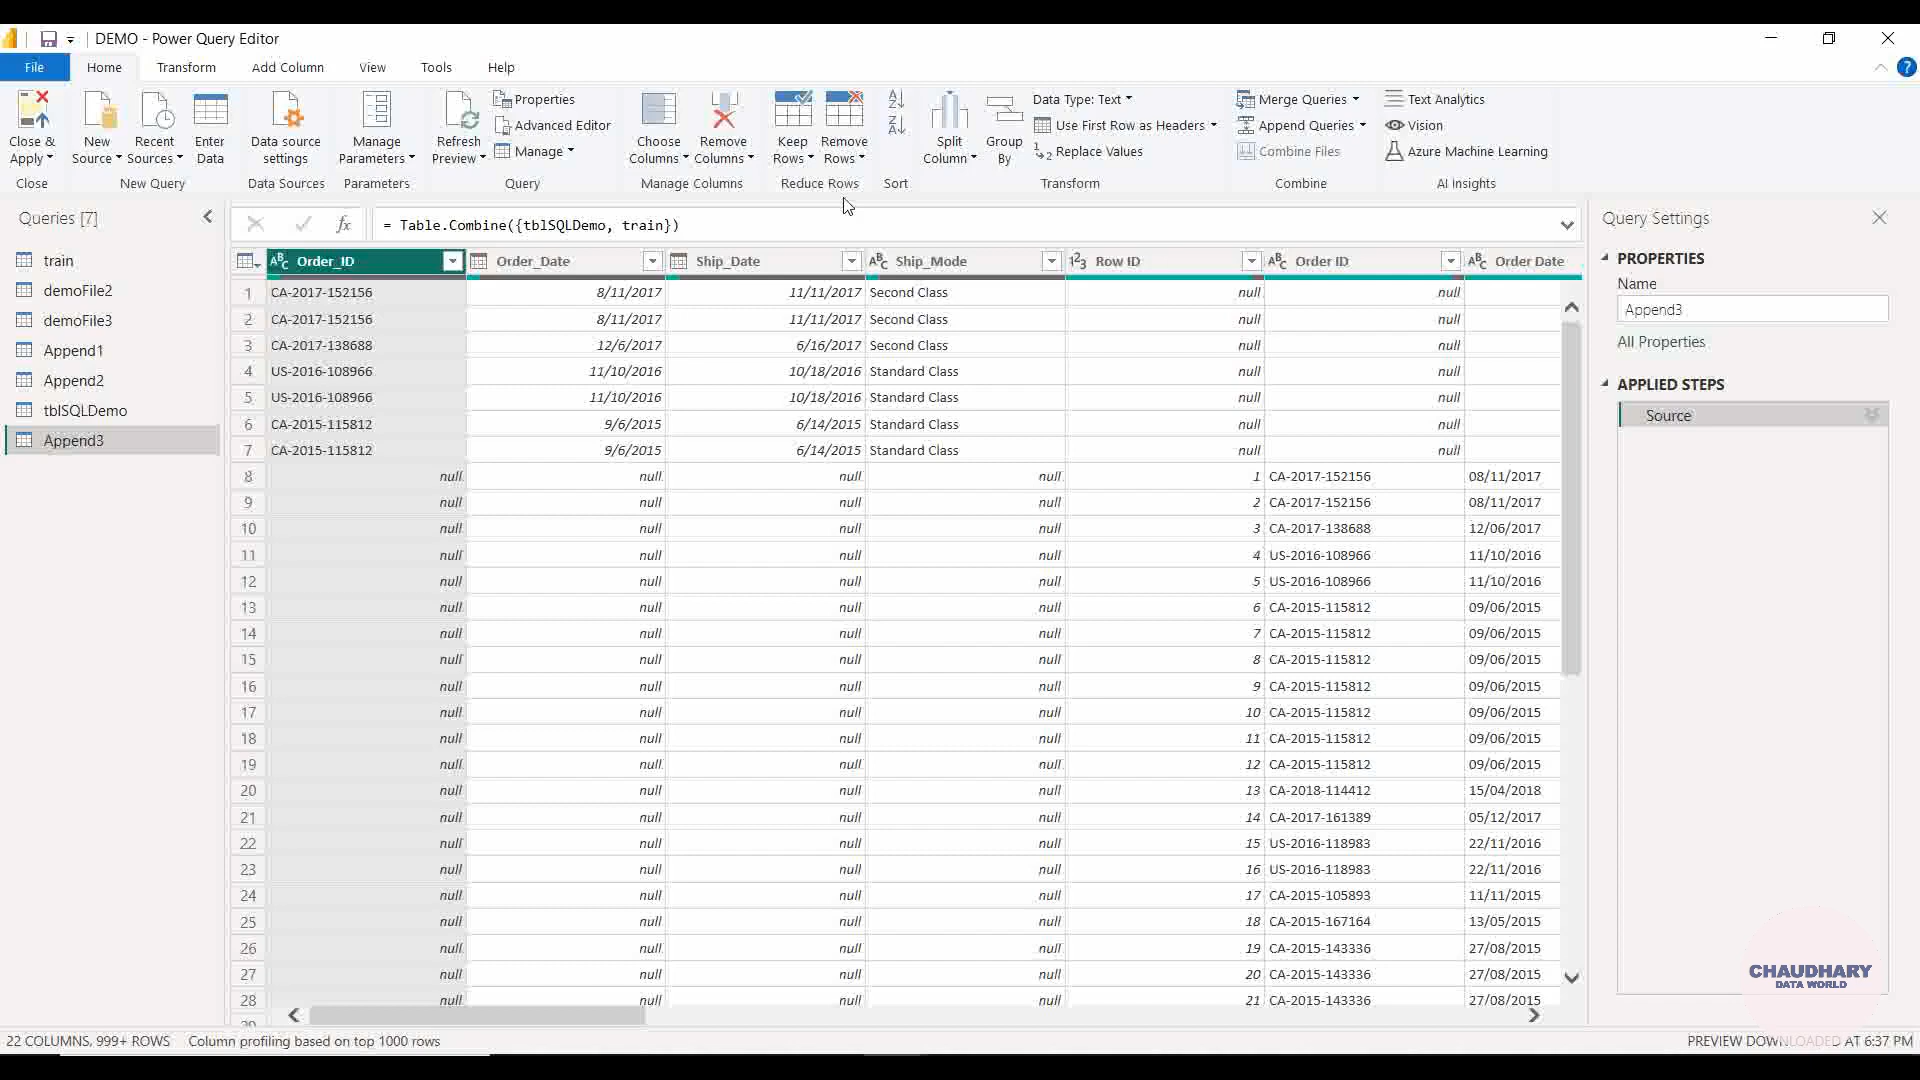 DEMO - Power Query Editor
File Home Transform Add Column View Tools Help
Close & Apply
New Source
Recent Sources
Enter Data
Data source settings
Manage Parameters
Refresh Preview
Properties
Advanced Editor
Manage
Choose Columns
Remove Columns
Keep Rows
Remove Rows
Split Column
Group By
Data Type: Text
Use First Row as Headers
Replace Values
Merge Queries
Append Queries
Combine Files
Text Analytics
Vision
Azure Machine Learning
Close New Query Data Sources Parameters Query Manage Columns Reduce Rows Sort Transform Combine AI Insights
Queries [7]
train
demoFile2
demoFile3
Append1
Append2
tblSQLDemo
Append3
fx = Table.Combine({tblSQLDemo, train})
Order_ID Order_Date Ship_Date Ship_Mode Row ID Order ID Order Date
1 CA-2017-152156 8/11/2017 11/11/2017 Second Class null null
2 CA-2017-152156 8/11/2017 11/11/2017 Second Class null null
3 CA-2017-138688 12/6/2017 6/16/2017 Second Class null null
4 US-2016-108966 11/10/2016 10/18/2016 Standard Class null null
5 US-2016-108966 11/10/2016 10/18/2016 Standard Class null null
6 CA-2015-115812 9/6/2015 6/14/2015 Standard Class null null
7 CA-2015-115812 9/6/2015 6/14/2015 Standard Class null null
8 null null null null 1 CA-2017-152156 08/11/2017
9 null null null null 2 CA-2017-152156 08/11/2017
10 null null null null 3 CA-2017-138688 12/06/2017
11 null null null null 4 US-2016-108966 11/10/2016
12 null null null null 5 US-2016-108966 11/10/2016
13 null null null null 6 CA-2015-115812 09/06/2015
14 null null null null 7 CA-2015-115812 09/06/2015
15 null null null null 8 CA-2015-115812 09/06/2015
16 null null null null 9 CA-2015-115812 09/06/2015
17 null null null null 10 CA-2015-115812 09/06/2015
18 null null null null 11 CA-2015-115812 09/06/2015
19 null null null null 12 CA-2015-115812 09/06/2015
20 null null null null 13 CA-2018-114412 15/04/2018
21 null null null null 14 CA-2017-161389 05/12/2017
22 null null null null 15 US-2016-118983 22/11/2016
23 null null null null 16 US-2016-118983 22/11/2016
24 null null null null 17 CA-2015-105893 11/11/2015
25 null null null null 18 CA-2015-167164 13/05/2015
26 null null null null 19 CA-2015-143336 27/08/2015
27 null null null null 20 CA-2015-143336 27/08/2015
28 null null null null 21 CA-2015-143336 27/08/2015
Query Settings
PROPERTIES
Name
Append3
All Properties
APPLIED STEPS
Source
CHAUDHARY
DATA WORLD
22 COLUMNS, 999+ ROWS Column profiling based on top 1000 rows
PREVIEW DOWNLOADED AT 6:37 PM